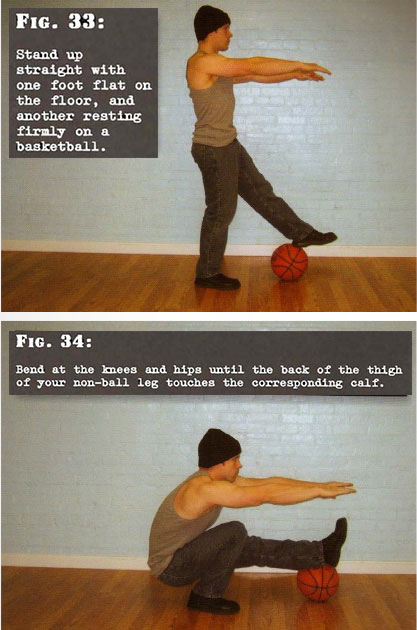 Fig. 33:
Stand up
straight with
one foot flat on
the floor, and
another resting
firmly on a
basketball.
Fig. 34:
Bend at the knees and hips until the back of the thigh
of your non-ball leg touches the corresponding calf.